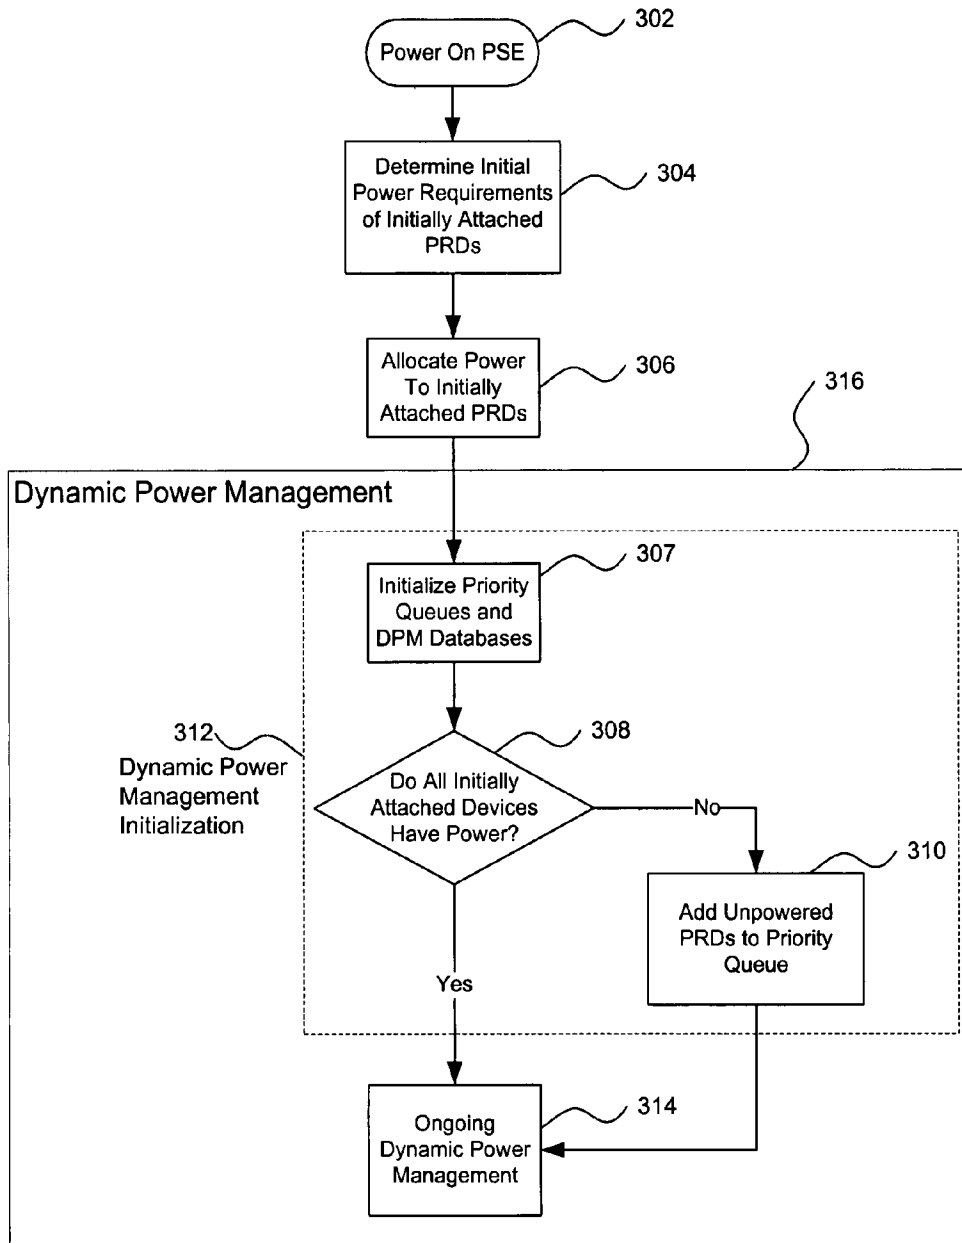 302
Power On PSE
Determine Initial
Power Requirements
of Initially Attached
PRDs
304
Allocate Power
To Initially
Attached PRDs
306
316
Dynamic Power Management
307
Initialize Priority
Queues and
DPM Databases
312
Dynamic Power
Management
Initialization
308
Do All Initially
Attached Devices
Have Power?
No
310
Add Unpowered
PRDs to Priority
Queue
Yes
314
Ongoing
Dynamic Power
Management